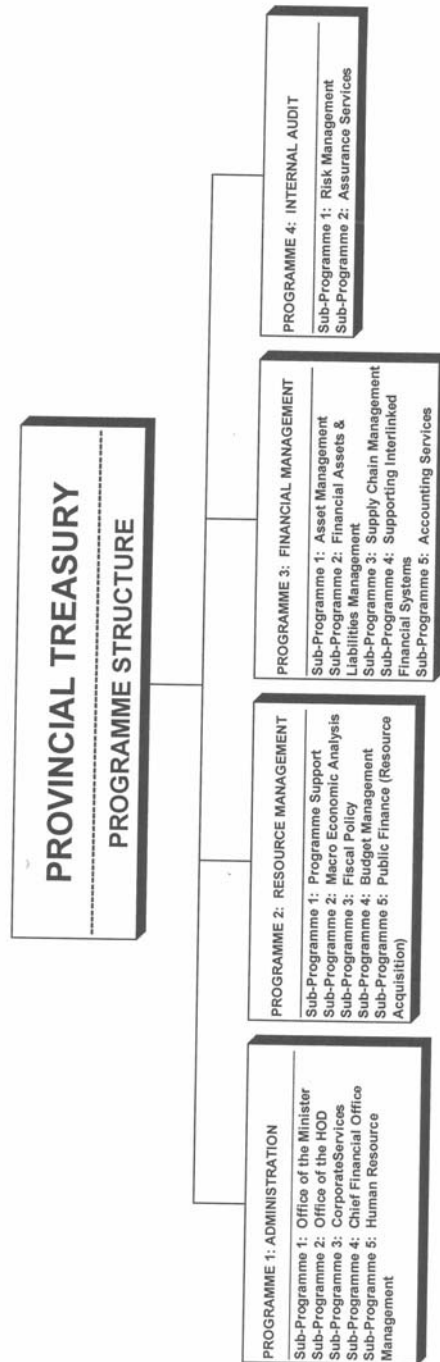 PROVINCIAL TREASURY
PROGRAMME STRUCTURE
PROGRAMME 1: ADMINISTRATION
Sub-Programme 1: Office of the Minister
Sub-Programme 2: Office of the HOD
Sub-Programme 3: CorporateServices
Sub-Programme 4: Chief Financial Office
Sub-Programme 5: Human Resource
Management
PROGRAMME 2: RESOURCE MANAGEMENT
Sub-Programme 1: Programme Support
Sub-Programme 2: Macro Economic Analysis
Sub-Programme 3: Fiscal Policy
Sub-Programme 4: Budget Management
Sub-Programme 5: Public Finance (Resource
Acquisition)
PROGRAMME 3: FINANCIAL MANAGEMENT
Sub-Programme 1: Asset Management
Sub-Programme 2: Financial Assets &
Liabilities Management
Sub-Programme 3: Supply Chain Management
Sub-Programme 4: Supporting Interlinked
Financial Systems
Sub-Programme 5: Accounting Services
PROGRAMME 4: INTERNAL AUDIT
Sub-Programme 1: Risk Management
Sub-Programme 2: Assurance Services